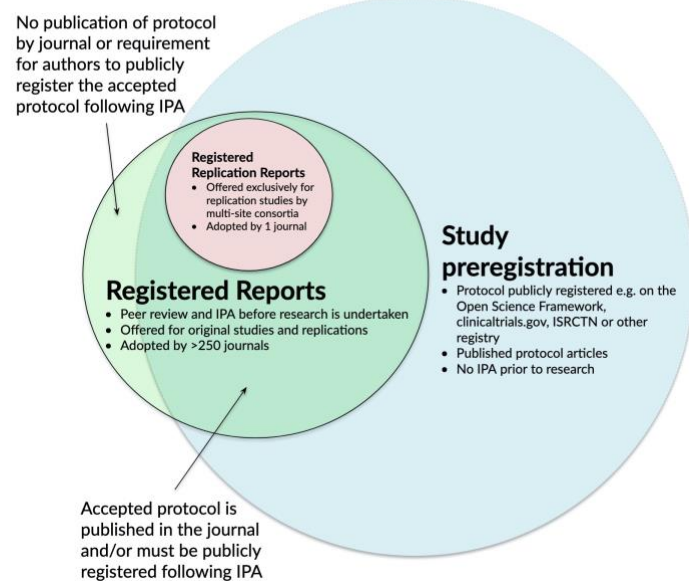 No publication of protocol
by journal or requirement
for authors to publicly
register the accepted
protocol following IPA
Registered
Replication Reports
• Offered exclusively for
replication studies by
multi-site consortia
• Adopted by 1 journal
Registered Reports
• Peer review and IPA before research is undertaken
• Offered for original studies and replications
• Adopted by >250 journals
Study
preregistration
• Protocol publicly registered e.g. on the
Open Science Framework,
clinicaltrials.gov, ISRCTN or other
registry
• Published protocol articles
• No IPA prior to research
Accepted protocol is
published in the journal
and/or must be publicly
registered following IPA